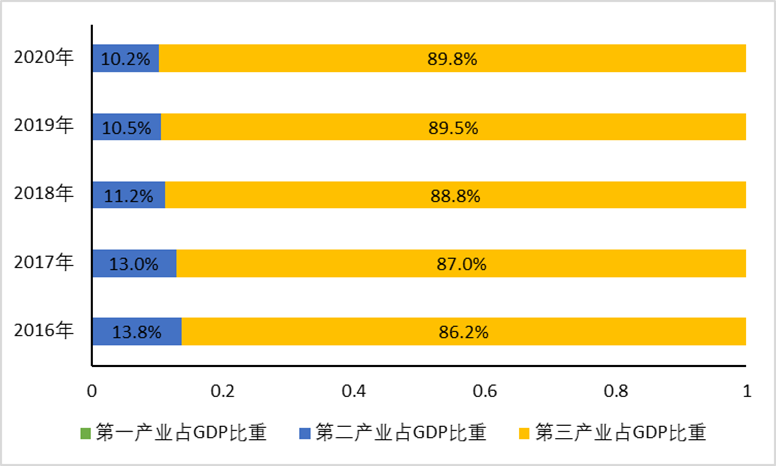 2020年 10.2% 89.8%
2019年 10.5% 89.5%
2018年 11.2% 88.8%
2017年 13.0% 87.0%
2016年 13.8% 86.2%
0 0.2 0.4 0.6 0.8 1
第一产业占GDP比重 第二产业占GDP比重 第三产业占GDP比重